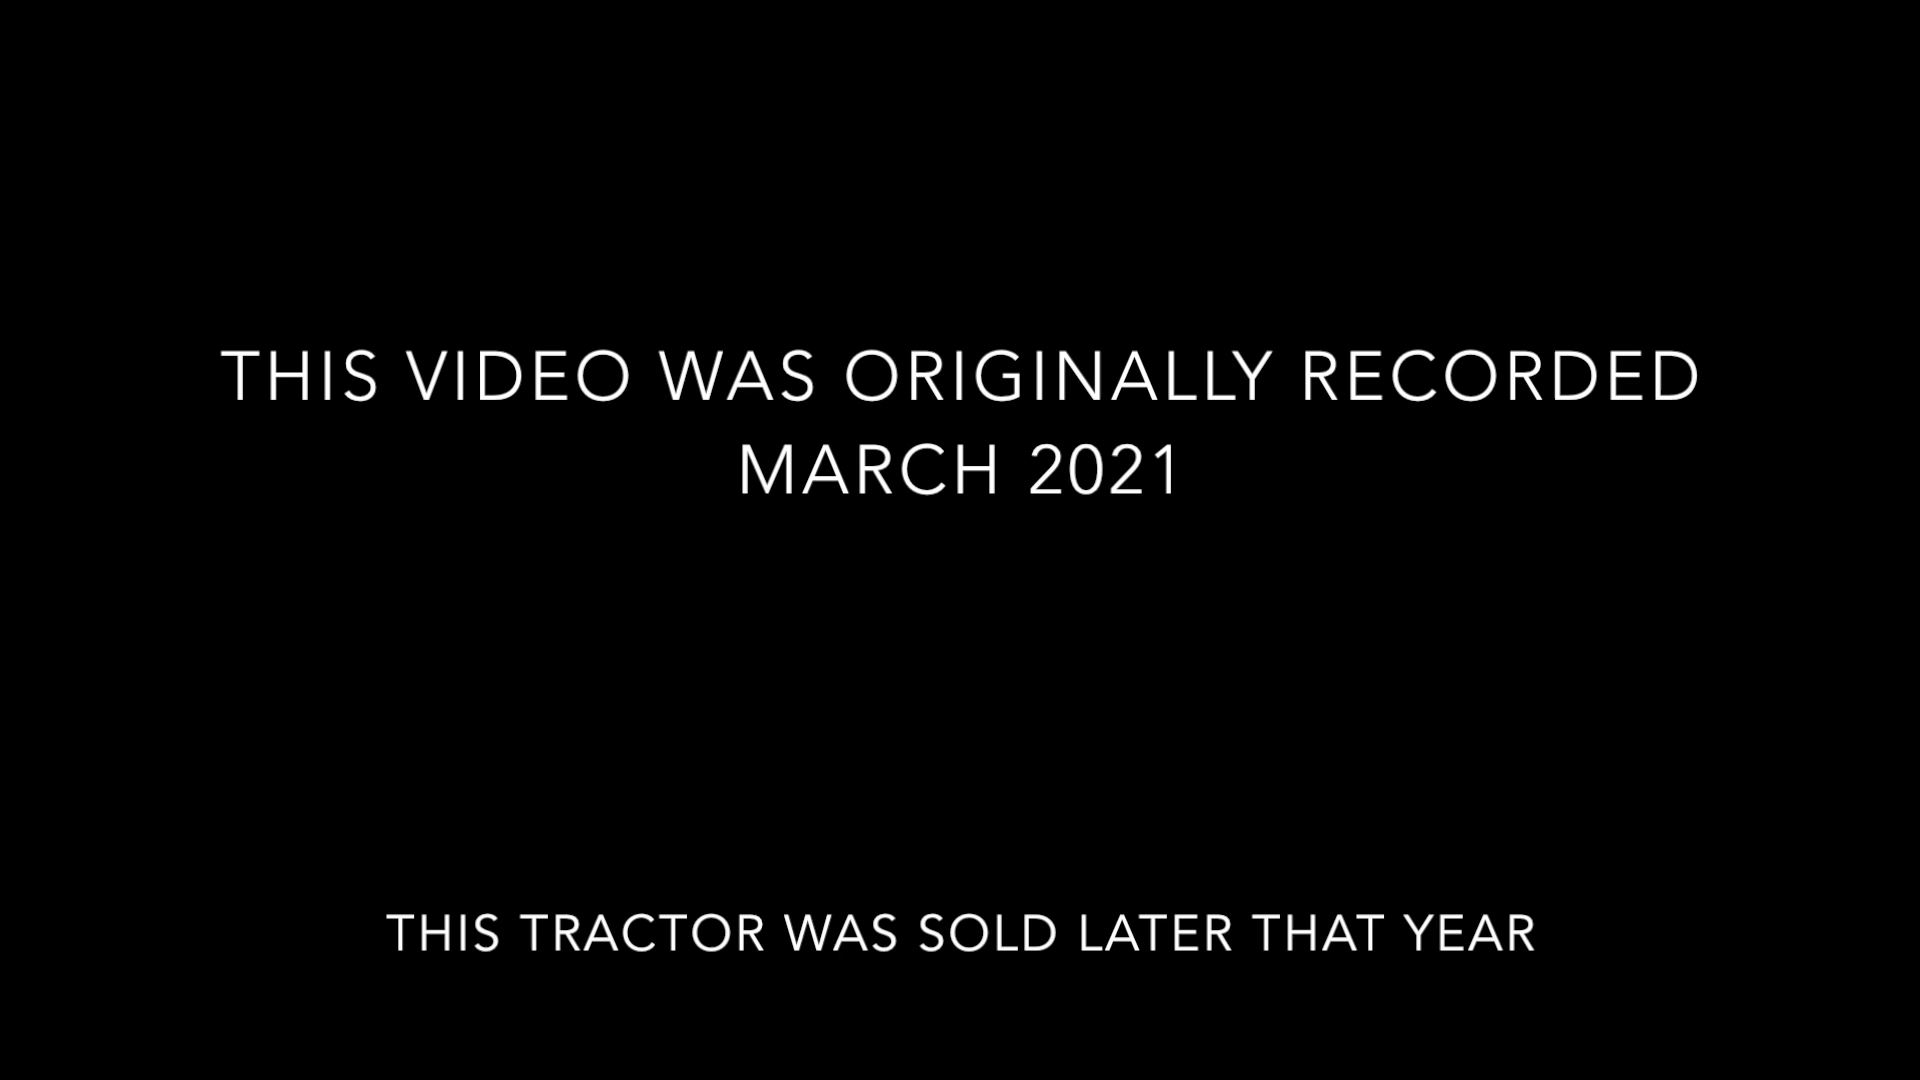 THIS VIDEO WAS ORIGINALLY RECORDED
MARCH 2021
THIS TRACTOR WAS SOLD LATER THAT YEAR